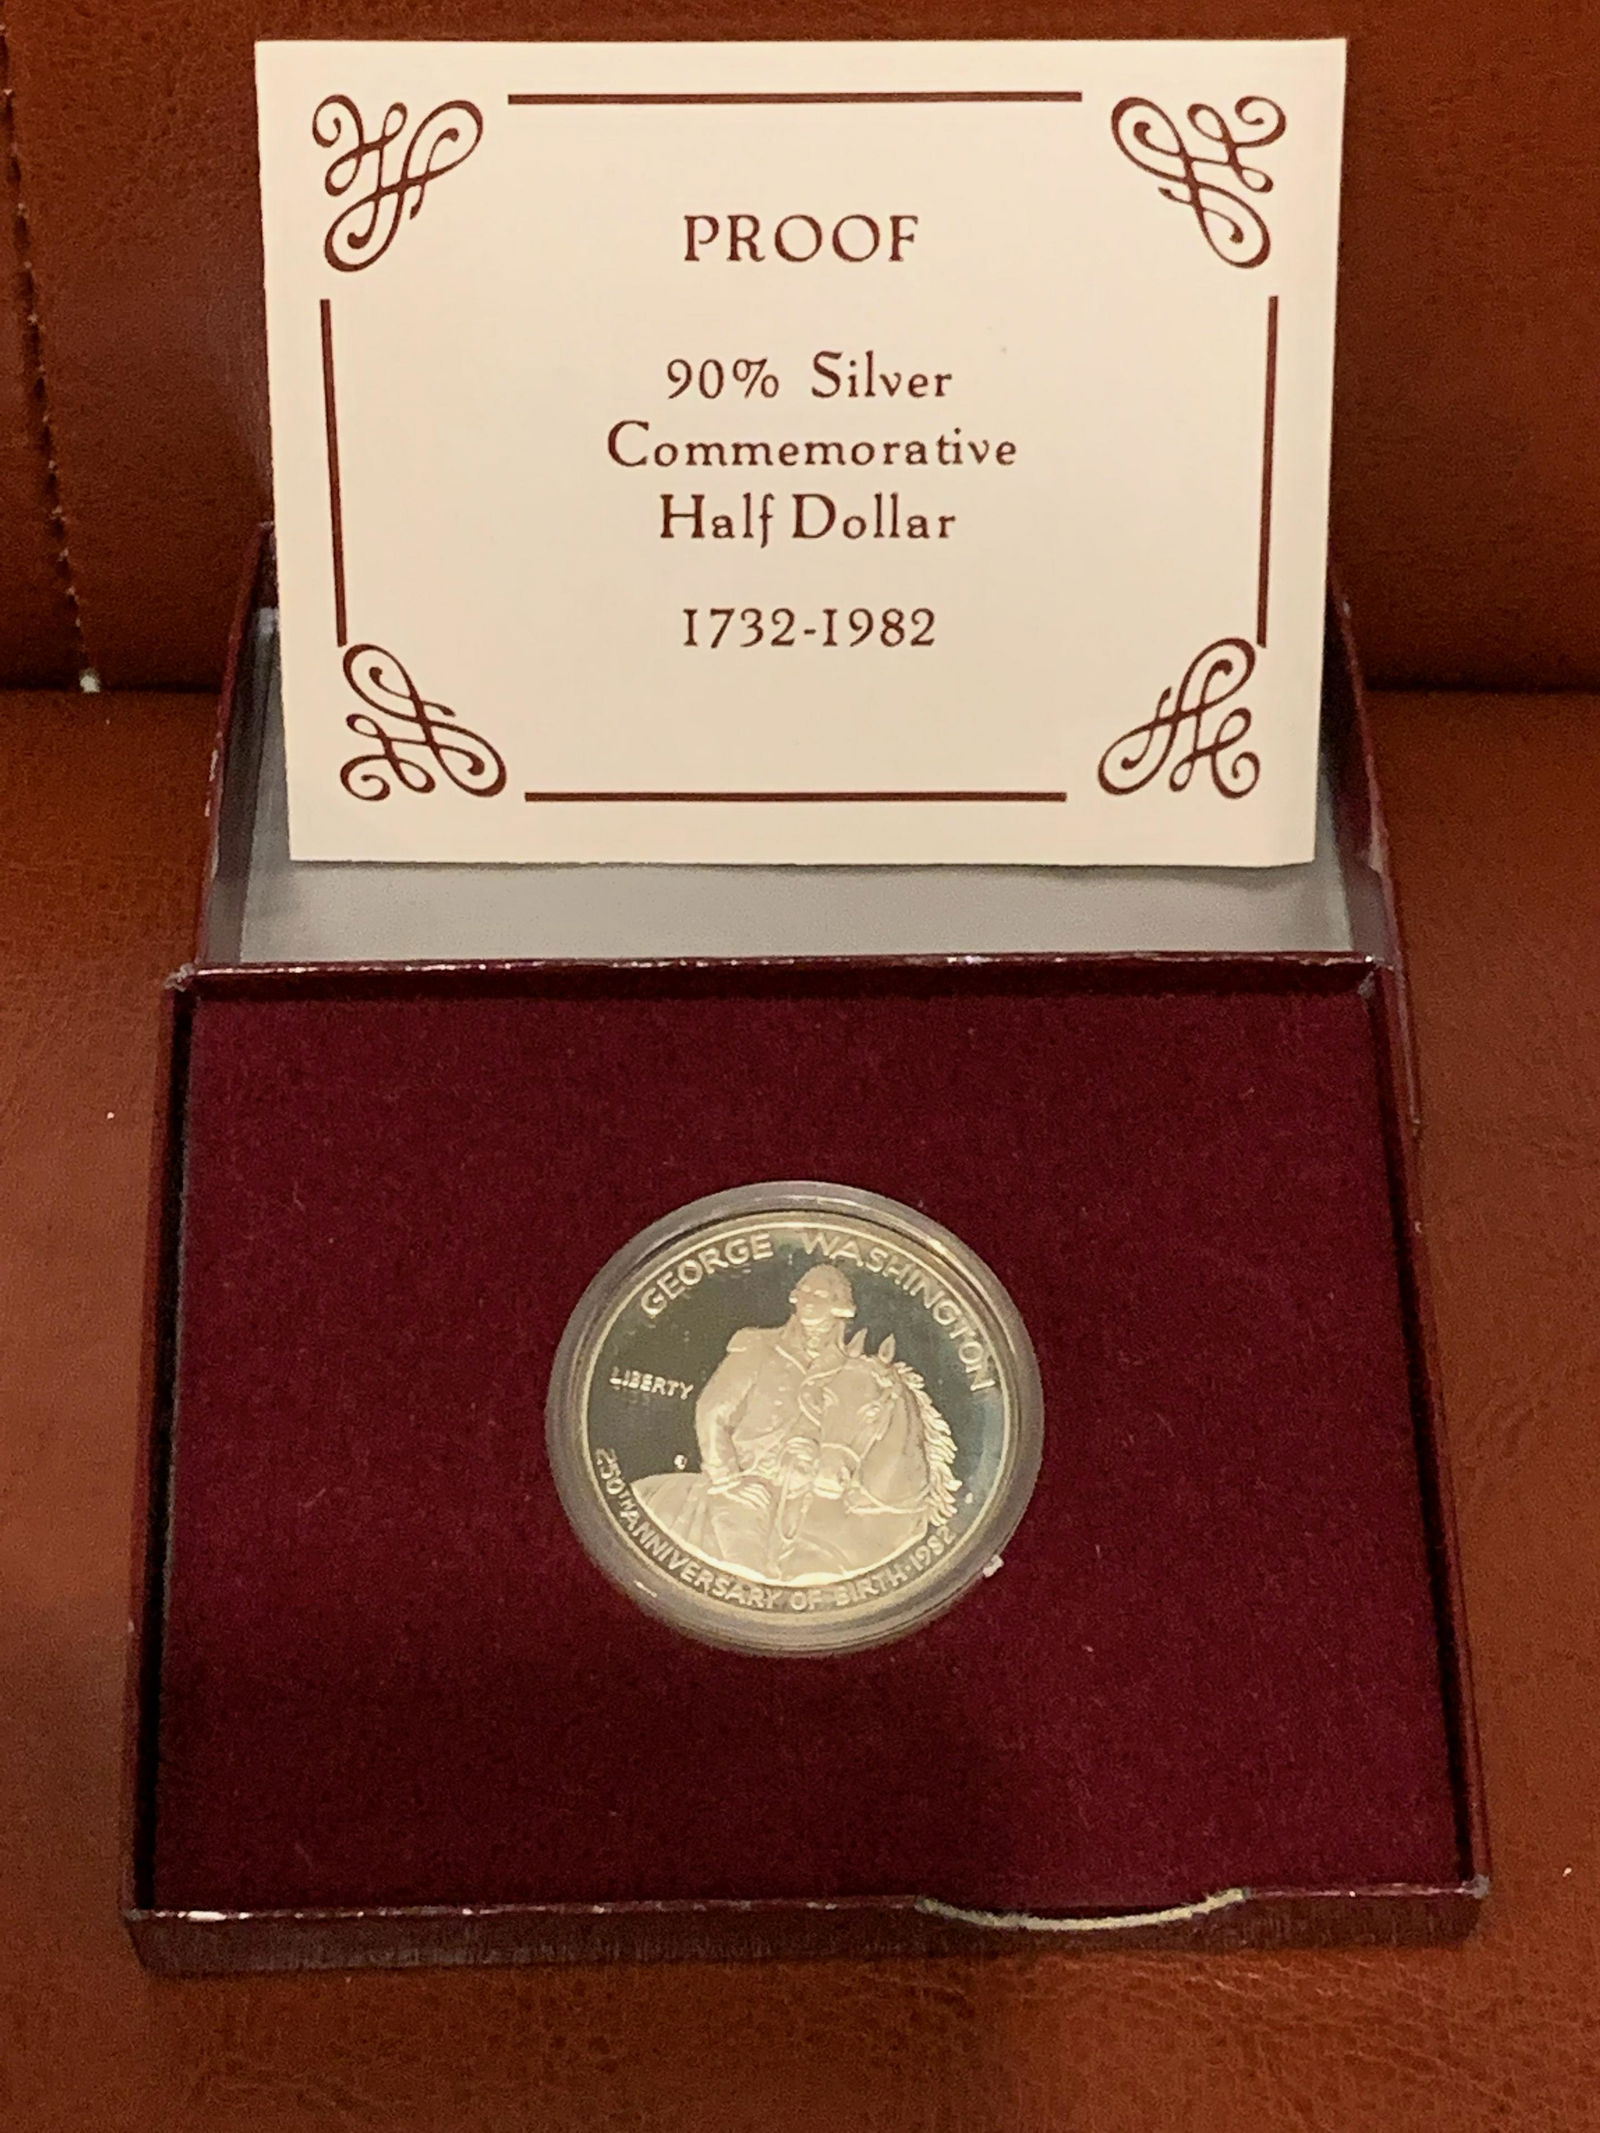 PROOF
90% Silver
Commemorative
Half Dollar
1732-1982
GEORGE WASHINGTON
LIBERTY
250TH ANNIVERSARY OF BIRTH·1982